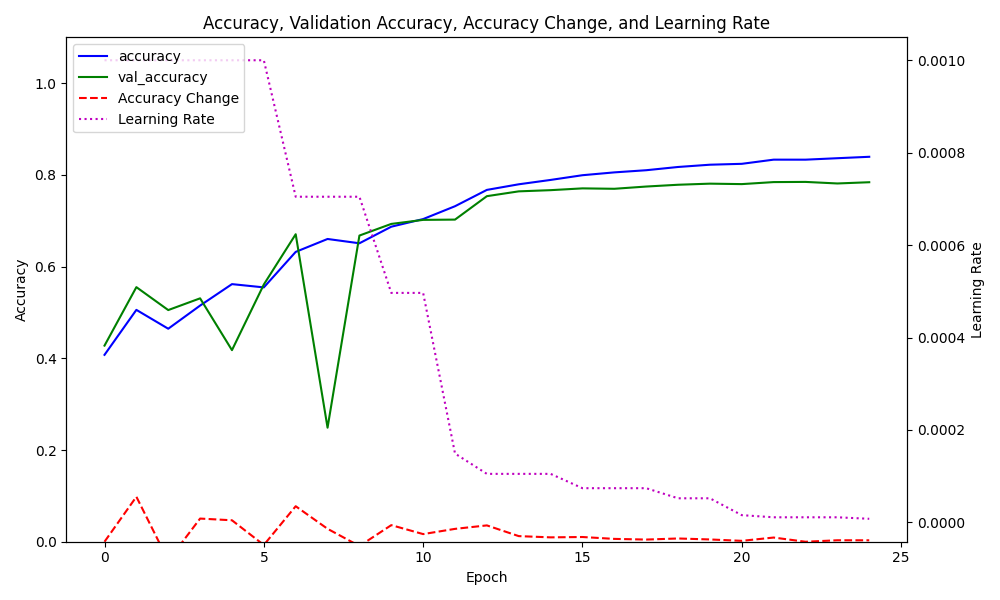 Accuracy, Validation Accuracy, Accuracy Change, and Learning Rate
accuracy
val_accuracy
Accuracy Change
Learning Rate
Accuracy
1.0
0.8
0.6
0.4
0.2
0.0
0
5
10
15
20
25
Epoch
0.0010
0.0008
0.0006
0.0004
0.0002
0.0000
Learning Rate